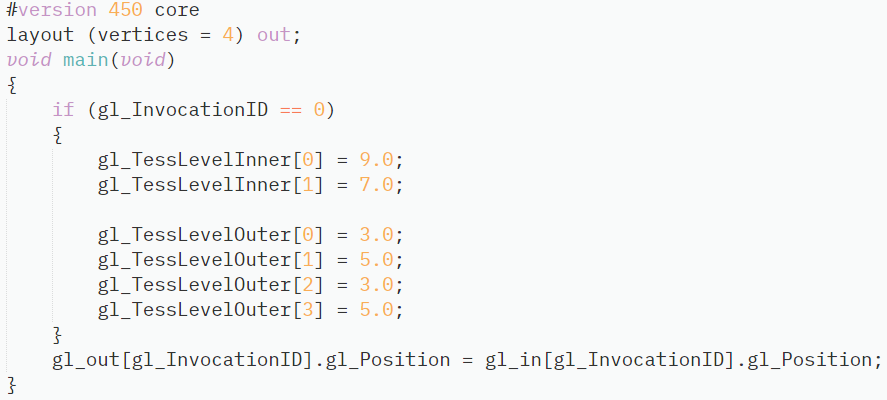 #version 450 core
layout (vertices = 4) out;
void main(void)
{
    if (gl_InvocationID == 0)
    {
        gl_TessLevelInner[0] = 9.0;
        gl_TessLevelInner[1] = 7.0;

        gl_TessLevelOuter[0] = 3.0;
        gl_TessLevelOuter[1] = 5.0;
        gl_TessLevelOuter[2] = 3.0;
        gl_TessLevelOuter[3] = 5.0;
    }
    gl_out[gl_InvocationID].gl_Position = gl_in[gl_InvocationID].gl_Position;
}